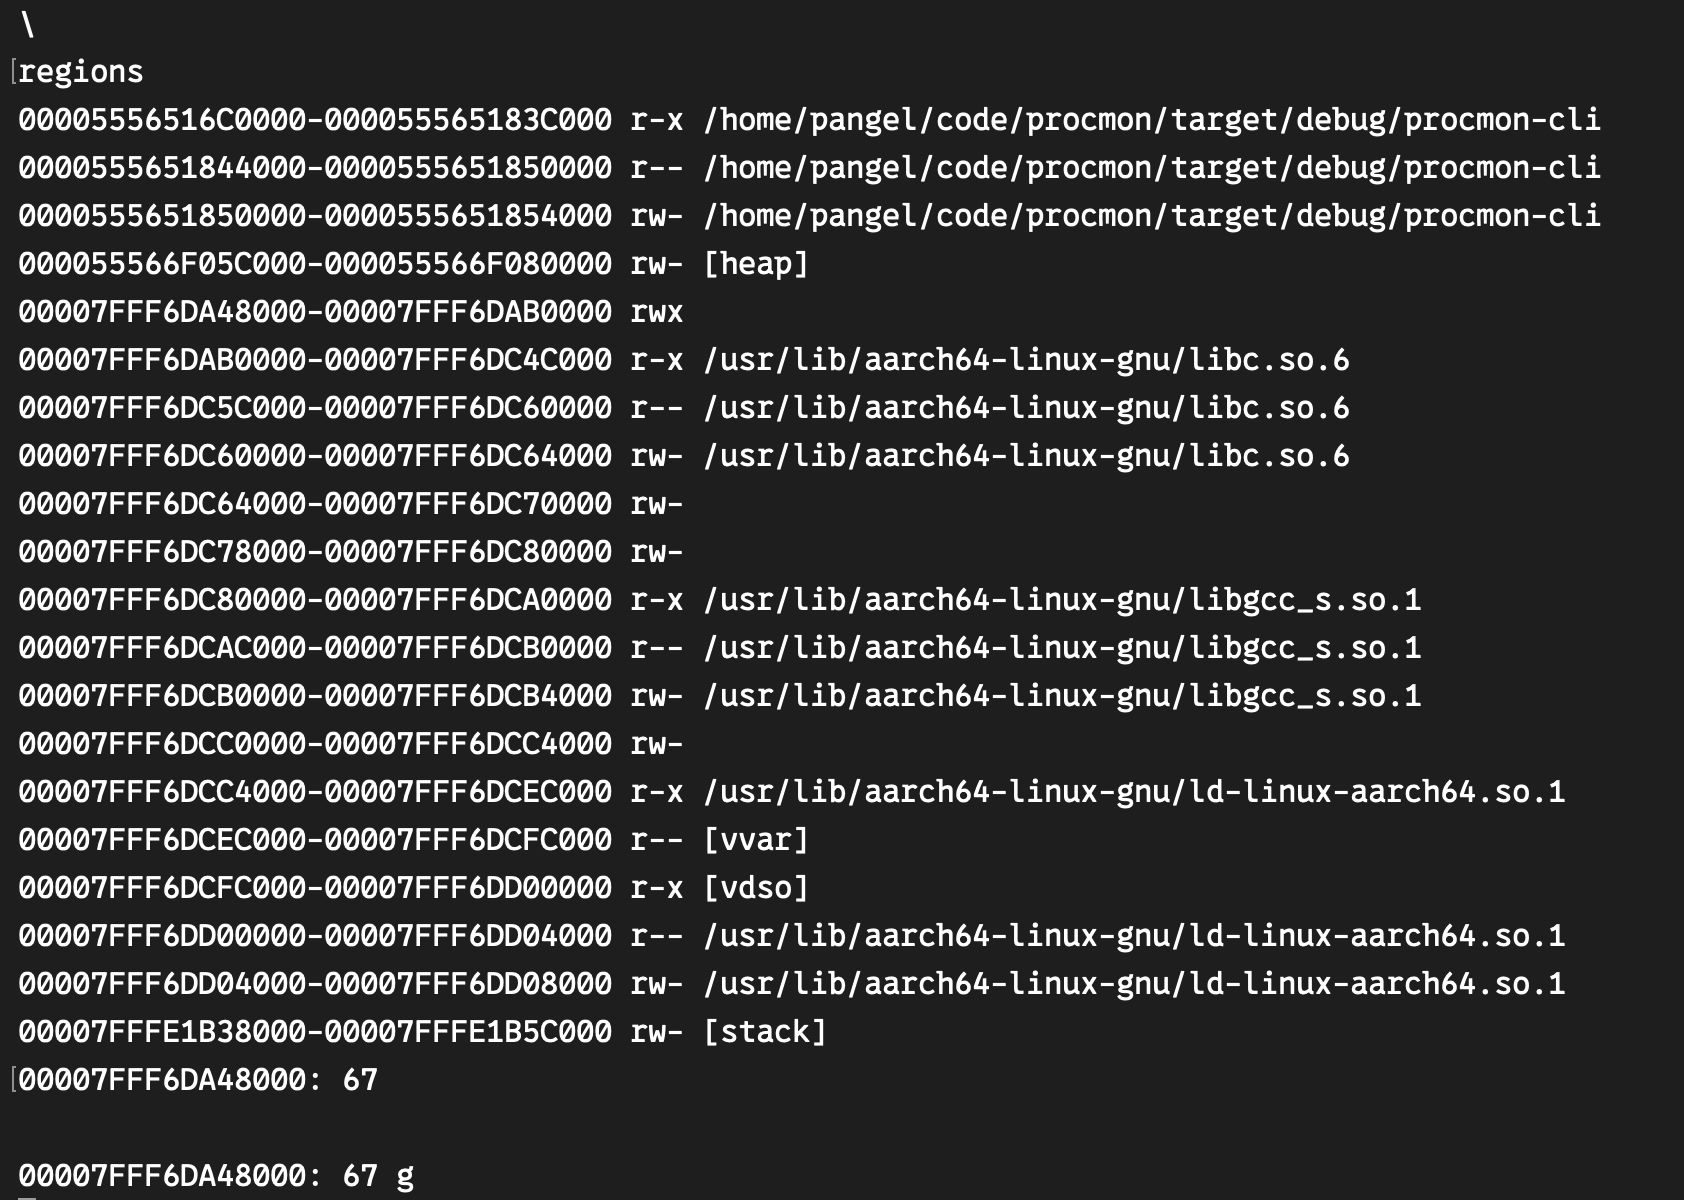 \
regions
00005556516C0000-000055565183C000 r-x /home/pangel/code/procmon/target/debug/procmon-cli
0000555651844000-0000555651850000 r-- /home/pangel/code/procmon/target/debug/procmon-cli
0000555651850000-0000555651854000 rw- /home/pangel/code/procmon/target/debug/procmon-cli
000055566F05C000-000055566F080000 rw- [heap]
00007FFF6DA48000-00007FFF6DAB0000 rwx
00007FFF6DAB0000-00007FFF6DC4C000 r-x /usr/lib/aarch64-linux-gnu/libc.so.6
00007FFF6DC5C000-00007FFF6DC60000 r-- /usr/lib/aarch64-linux-gnu/libc.so.6
00007FFF6DC60000-00007FFF6DC64000 rw- /usr/lib/aarch64-linux-gnu/libc.so.6
00007FFF6DC64000-00007FFF6DC70000 rw-
00007FFF6DC78000-00007FFF6DC80000 rw-
00007FFF6DC80000-00007FFF6DCA0000 r-x /usr/lib/aarch64-linux-gnu/libgcc_s.so.1
00007FFF6DCAC000-00007FFF6DCB0000 r-- /usr/lib/aarch64-linux-gnu/libgcc_s.so.1
00007FFF6DCB0000-00007FFF6DCB4000 rw- /usr/lib/aarch64-linux-gnu/libgcc_s.so.1
00007FFF6DCC0000-00007FFF6DCC4000 rw-
00007FFF6DCC4000-00007FFF6DCEC000 r-x /usr/lib/aarch64-linux-gnu/ld-linux-aarch64.so.1
00007FFF6DCEC000-00007FFF6DCFC000 r-- [vvar]
00007FFF6DCFC000-00007FFF6DD00000 r-x [vdso]
00007FFF6DD00000-00007FFF6DD04000 r-- /usr/lib/aarch64-linux-gnu/ld-linux-aarch64.so.1
00007FFF6DD04000-00007FFF6DD08000 rw- /usr/lib/aarch64-linux-gnu/ld-linux-aarch64.so.1
00007FFFE1B38000-00007FFFE1B5C000 rw- [stack]
00007FFF6DA48000: 67
00007FFF6DA48000: 67 g